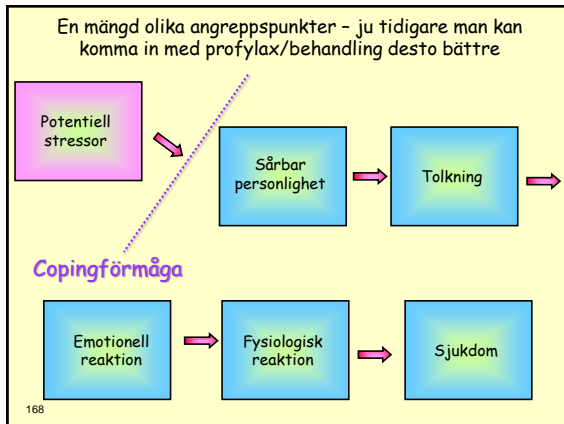 En mängd olika angreppspunkter – ju tidigare man kan
komma in med profylax/behandling desto bättre
Potentiell
stressor
Sårbar
personlighet
Tolkning
Copingförmåga
Emotionell
reaktion
Fysiologisk
reaktion
Sjukdom
168